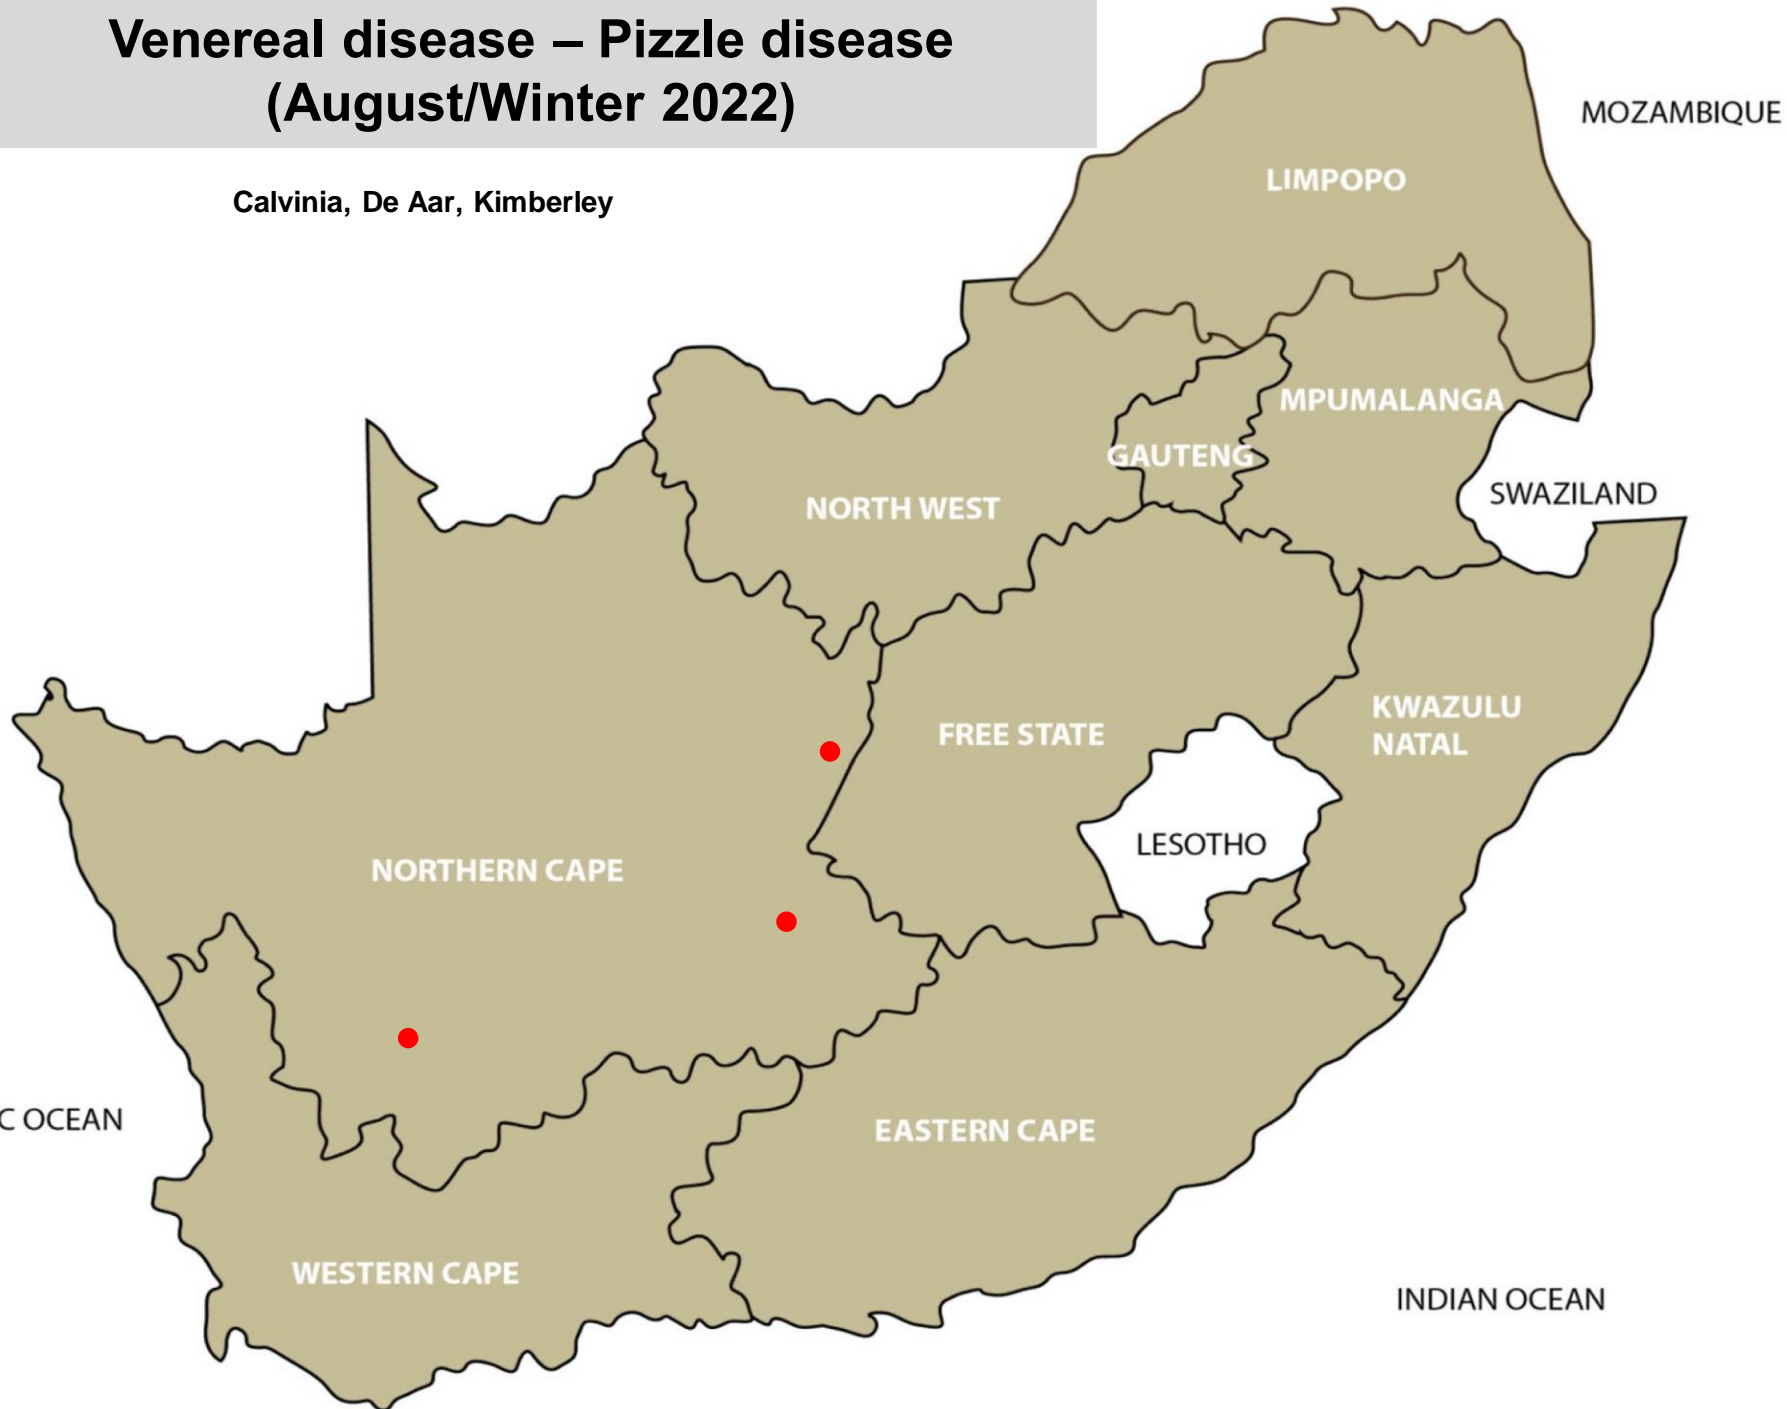 Venereal disease – Pizzle disease
(August/Winter 2022)
MOZAMBIQUE
LIMPOPO
Calvinia, De Aar, Kimberley
MPUMALANGA
GAUTENG
SWAZILAND
NORTH WEST
KWAZULU
NATAL
FREE STATE
LESOTHO
NORTHERN CAPE
C OCEAN
EASTERN CAPE
WESTERN CAPE
INDIAN OCEAN